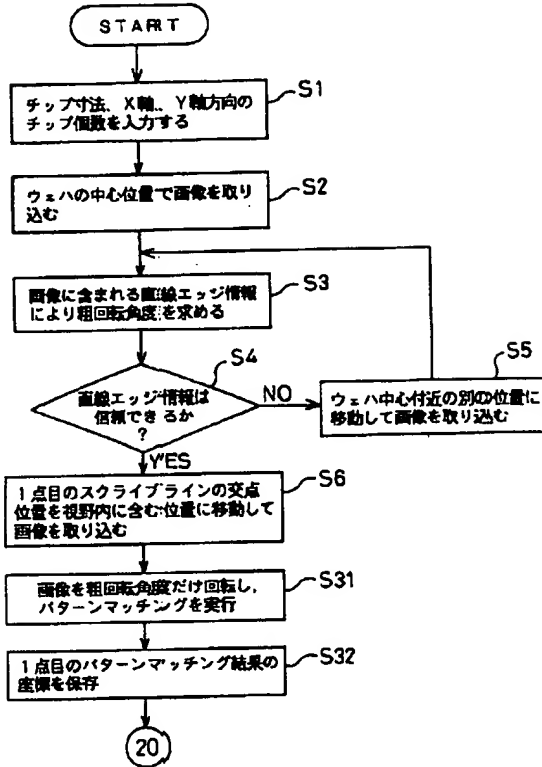 START
チップ寸法、X軸、Y軸方向の
チップ個数を入力する
S1
ウェハの中心位置で画像を取り
込む
S2
画像に含まれる直線エッジ情報
により粗回転角度を求める
S3
直線エッジ情報は
信頼できるか
?
S4
NO
ウェハ中心付近の別の位置に
移動して画像を取り込む
S5
YES
1点目のスクライブラインの交点
位置を視野内に含む位置に移動して
画像を取り込む
S6
画像を粗回転角度だけ回転し,
パターンマッチングを実行
S31
1点目のパターンマッチング結果の
座標を保存
S32
20